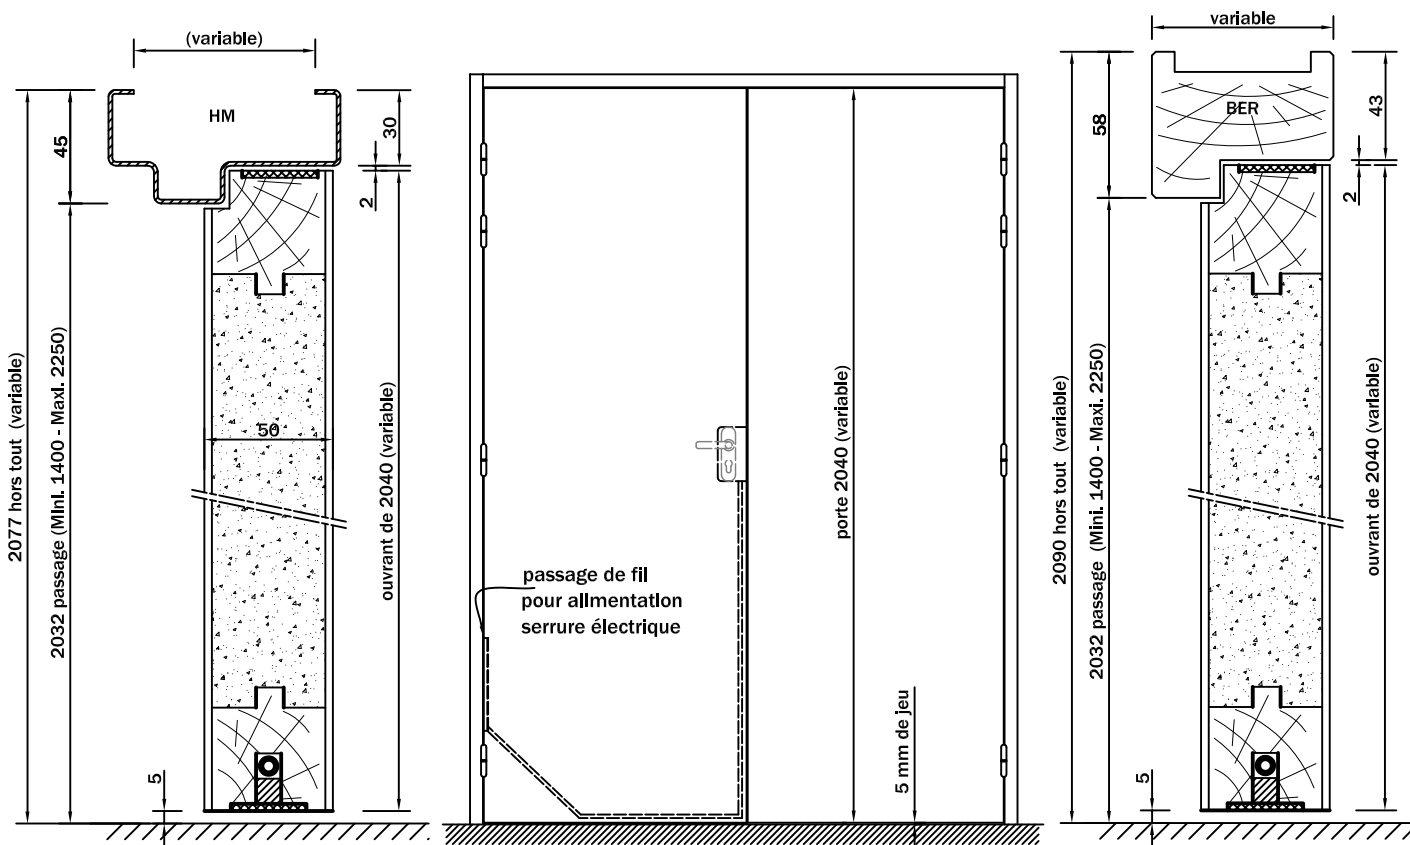 (variable)
HM
45
30
2
2077 hors tout (variable)
2032 passage (Mini. 1400 - Maxi. 2250)
50
ouvrant de 2040 (variable)
5
passage de fil
pour alimentation
serrure électrique
porte 2040 (variable)
5 mm de jeu
variable
BER
58
43
2
2090 hors tout (variable)
2032 passage (Mini. 1400 - Maxi. 2250)
ouvrant de 2040 (variable)
5